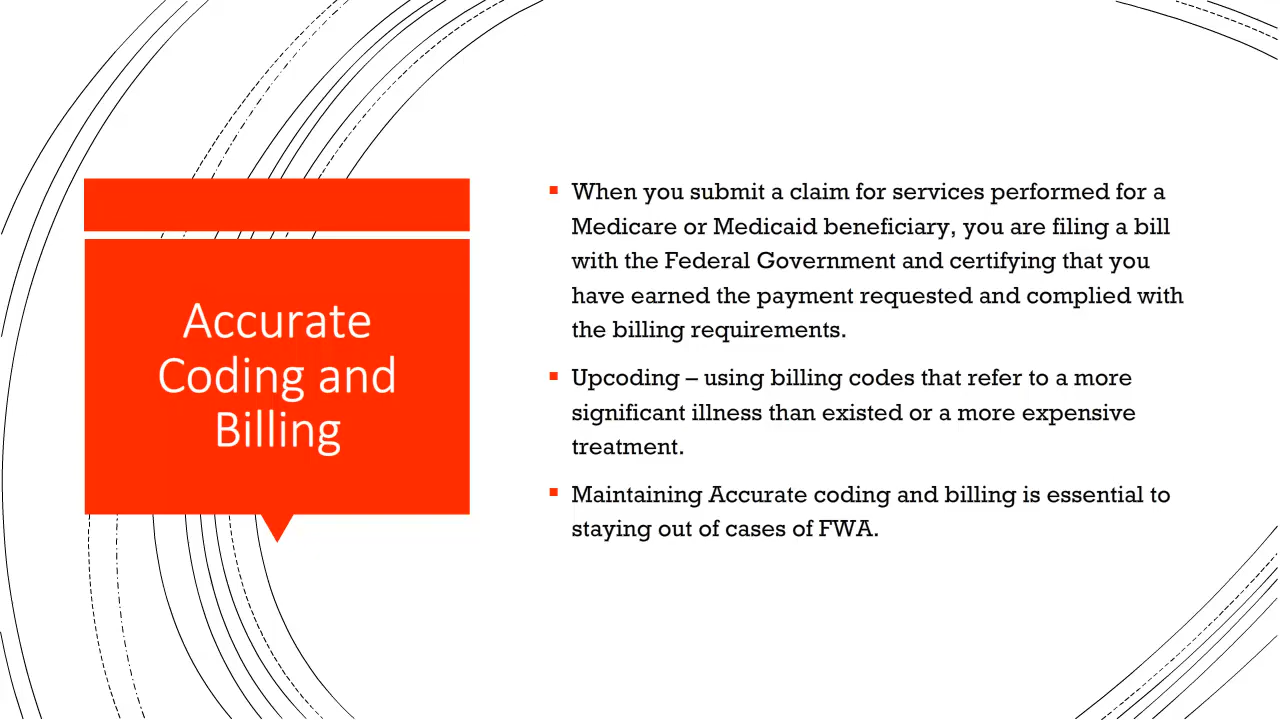 Accurate
Coding and
Billing
When you submit a claim for services performed for a
Medicare or Medicaid beneficiary, you are filing a bill
with the Federal Government and certifying that you
have earned the payment requested and complied with
the billing requirements.
Upcoding – using billing codes that refer to a more
significant illness than existed or a more expensive
treatment.
Maintaining Accurate coding and billing is essential to
staying out of cases of FWA.